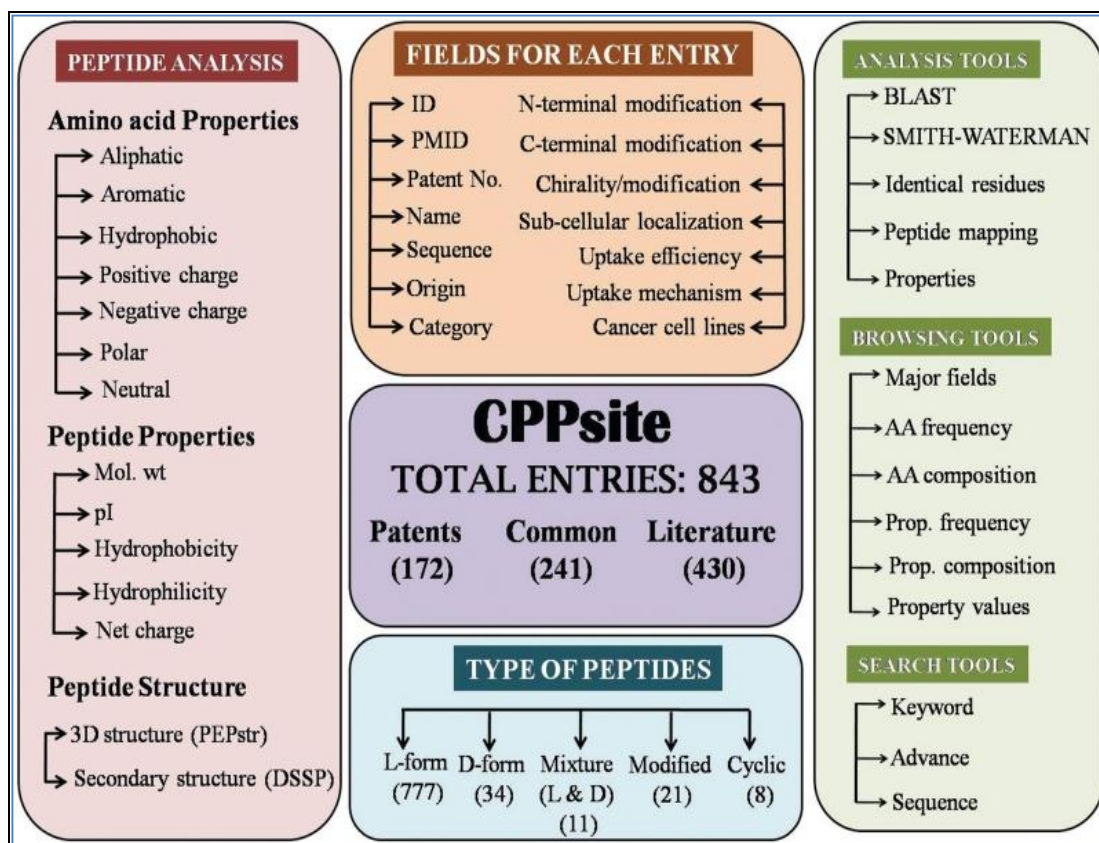 PEPTIDE ANALYSIS
Amino acid Properties
Aliphatic
Aromatic
Hydrophobic
Positive charge
Negative charge
Polar
Neutral
Peptide Properties
Mol. wt
pI
Hydrophobicity
Hydrophilicity
Net charge
Peptide Structure
3D structure (PEPstr)
Secondary structure (DSSP)
FIELDS FOR EACH ENTRY
ID
PMID
Patent No.
Name
Sequence
Origin
Category
N-terminal modification
C-terminal modification
Chirality/modification
Sub-cellular localization
Uptake efficiency
Uptake mechanism
Cancer cell lines
CPPsite
TOTAL ENTRIES: 843
Patents Common Literature
(172) (241) (430)
TYPE OF PEPTIDES
L-form D-form Mixture Modified Cyclic
(777) (34) (L & D) (21) (8)
(11)
ANALYSIS TOOLS
BLAST
SMITH-WATERMAN
Identical residues
Peptide mapping
Properties
BROWSING TOOLS
Major fields
AA frequency
AA composition
Prop. frequency
Prop. composition
Property values
SEARCH TOOLS
Keyword
Advance
Sequence